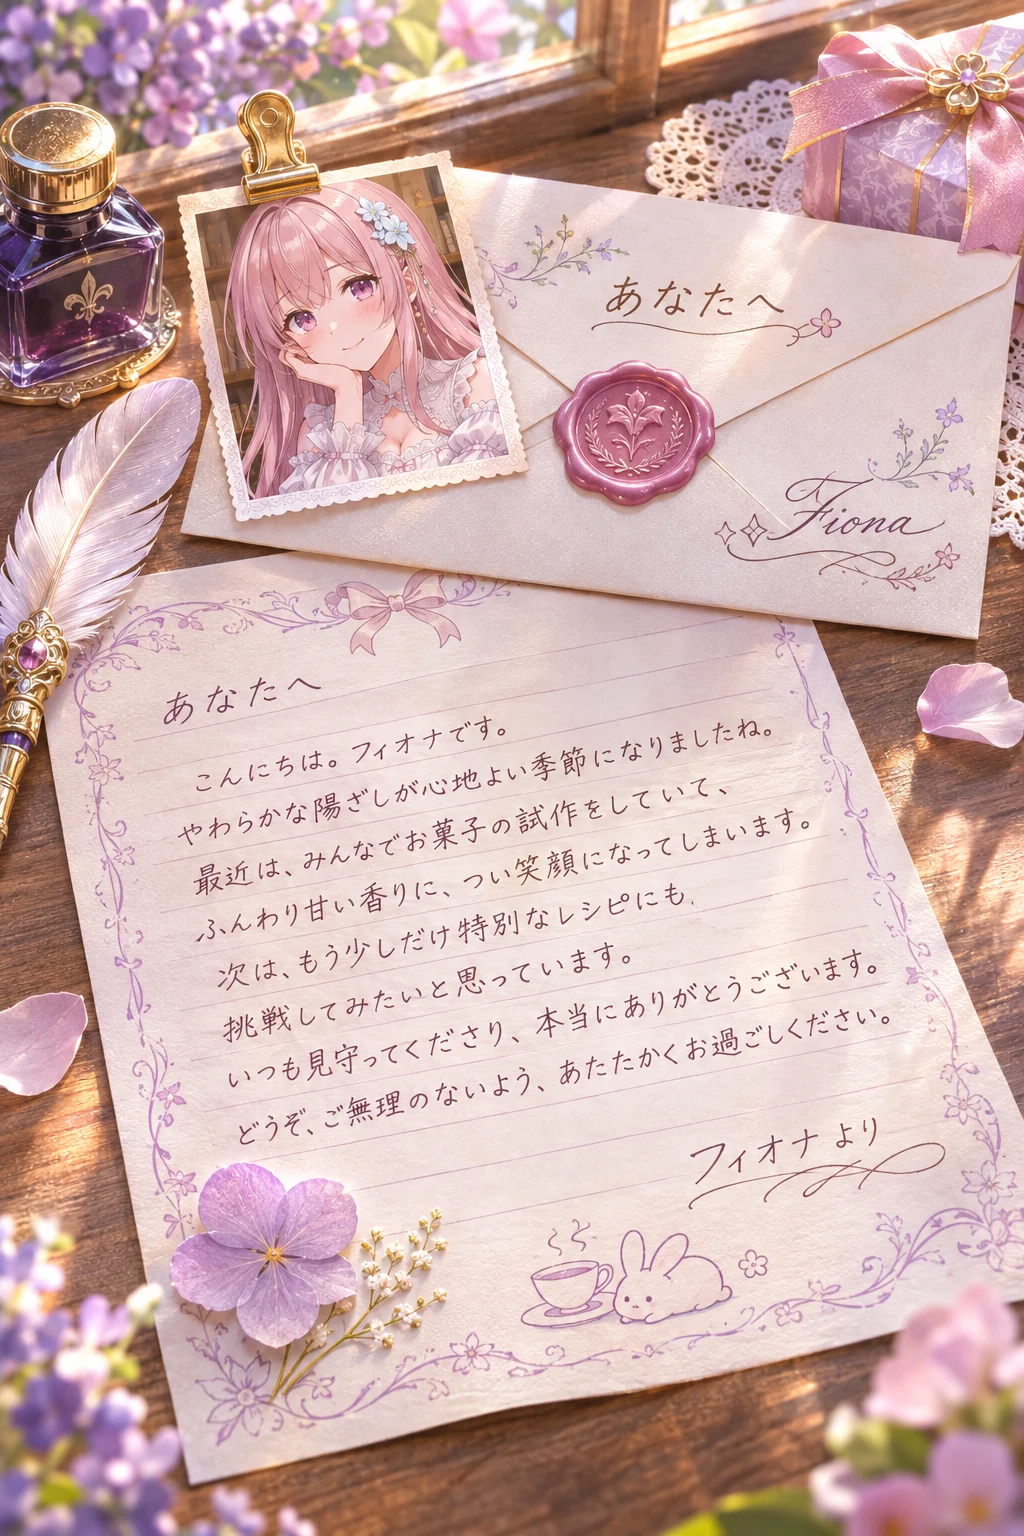 あなたへ
Fiona
あなたへ
こんにちは。フィオナです。
やわらかな陽ざしが心地よい季節になりましたね。
最近は、みんなでお菓子の試作をしていて、
ふんわり甘い香りに、つい笑顔になってしまいます。
次は、もう少しだけ特別なレシピにも、
挑戦してみたいと思っています。
いつも見守ってくださり、本当にありがとうございます。
どうぞ、ご無理のないよう、あたたかくお過ごしください。
フィオナより